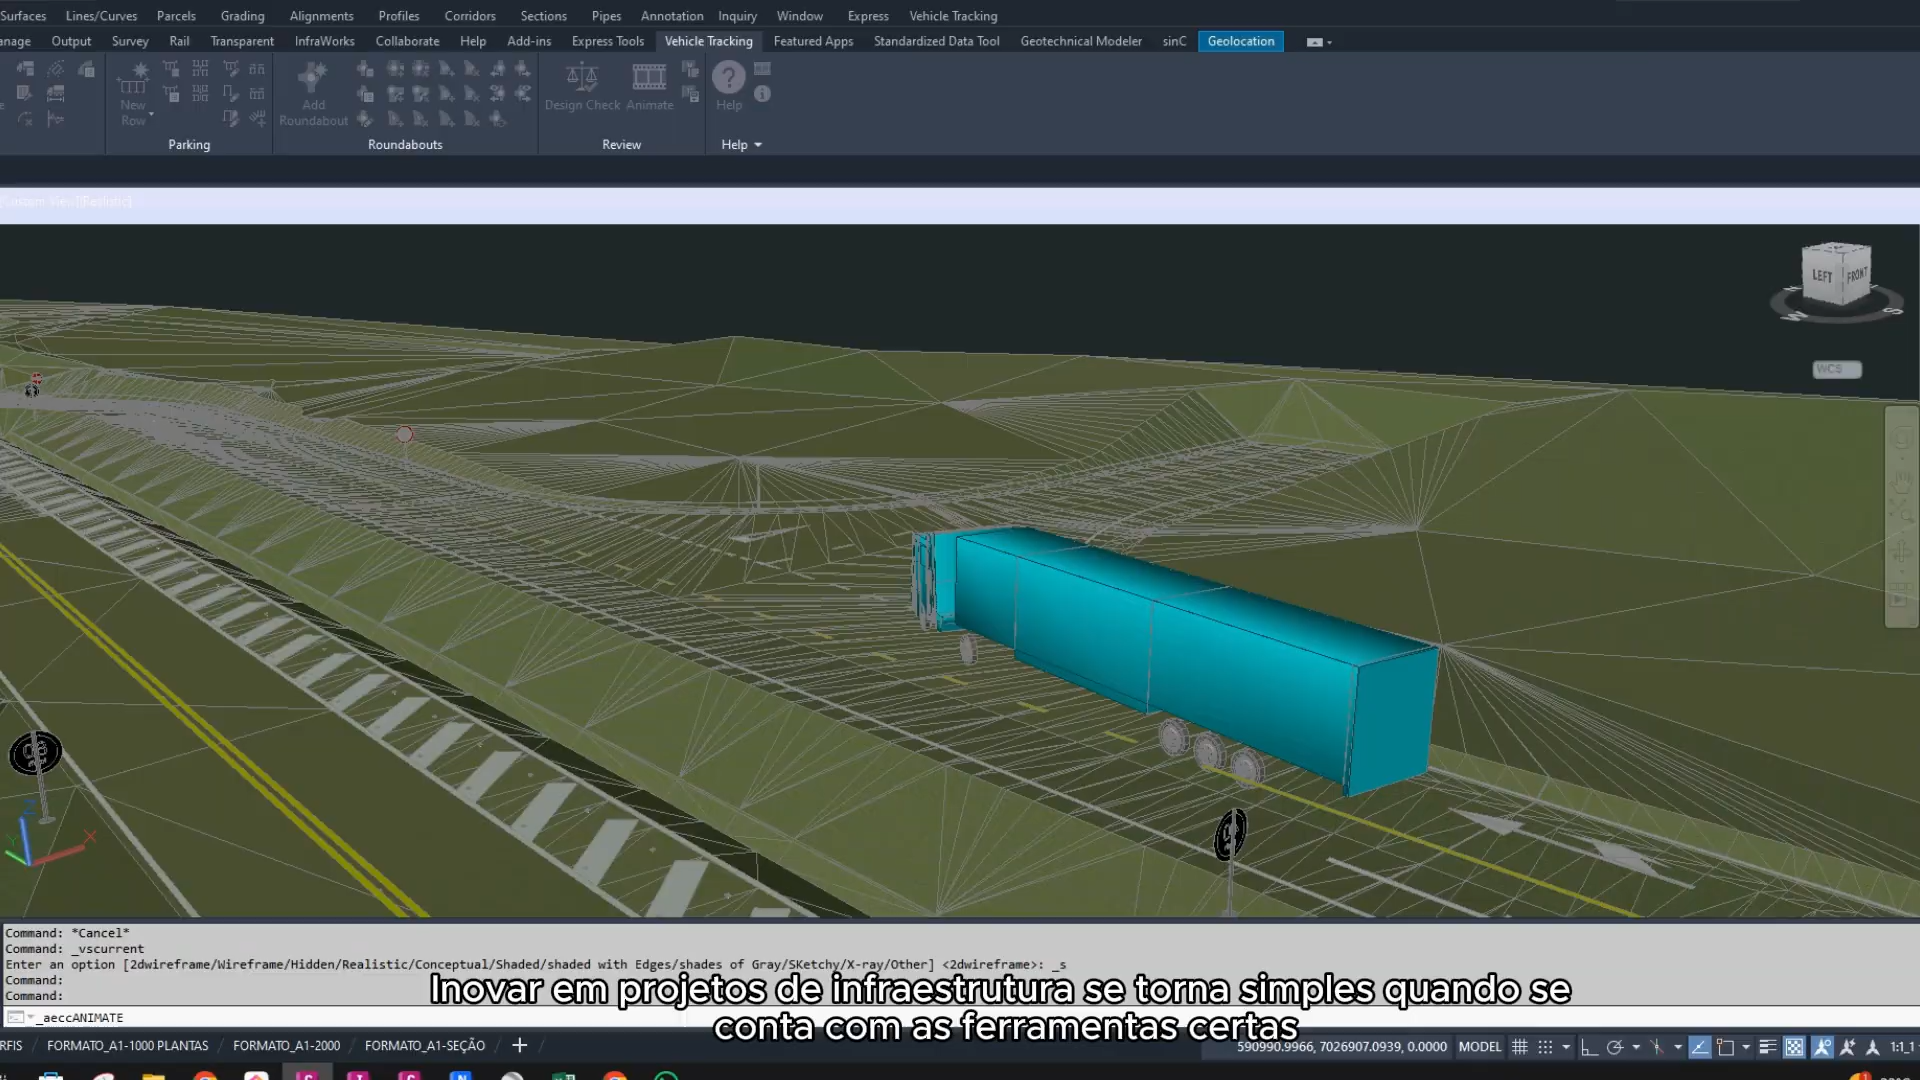 Surfaces Lines/Curves Parcels Grading Alignments Profiles Corridors Sections Pipes Annotation Inquiry Window Express Vehicle Tracking
anage Output Survey Rail Transparent InfraWorks Collaborate Help Add-ins Express Tools Vehicle Tracking Featured Apps Standardized Data Tool Geotechnical Modeler sinC Geolocation
New Row
Add Roundabout
Design Check Animate
Help
Parking Roundabouts Review Help
LEFT FRONT
W S
WCS
Z
Y X
Command: *Cancel*
Command: _vscurrent
Enter an option [2dwireframe/Wireframe/Hidden/Realistic/Conceptual/Shaded/shaded with Edges/shades of Gray/SKetchy/X-ray/Other] <2dwireframe>: _s
Command:
Command:
Inovar em projetos de infraestrutura se torna simples quando se
conta com as ferramentas certas
_aeccANIMATE
RFIS FORMATO_A1-1000 PLANTAS FORMATO_A1-2000 FORMATO_A1-SEÇÃO
590990.9966, 7026907.0939, 0.0000 MODEL 1:1_1